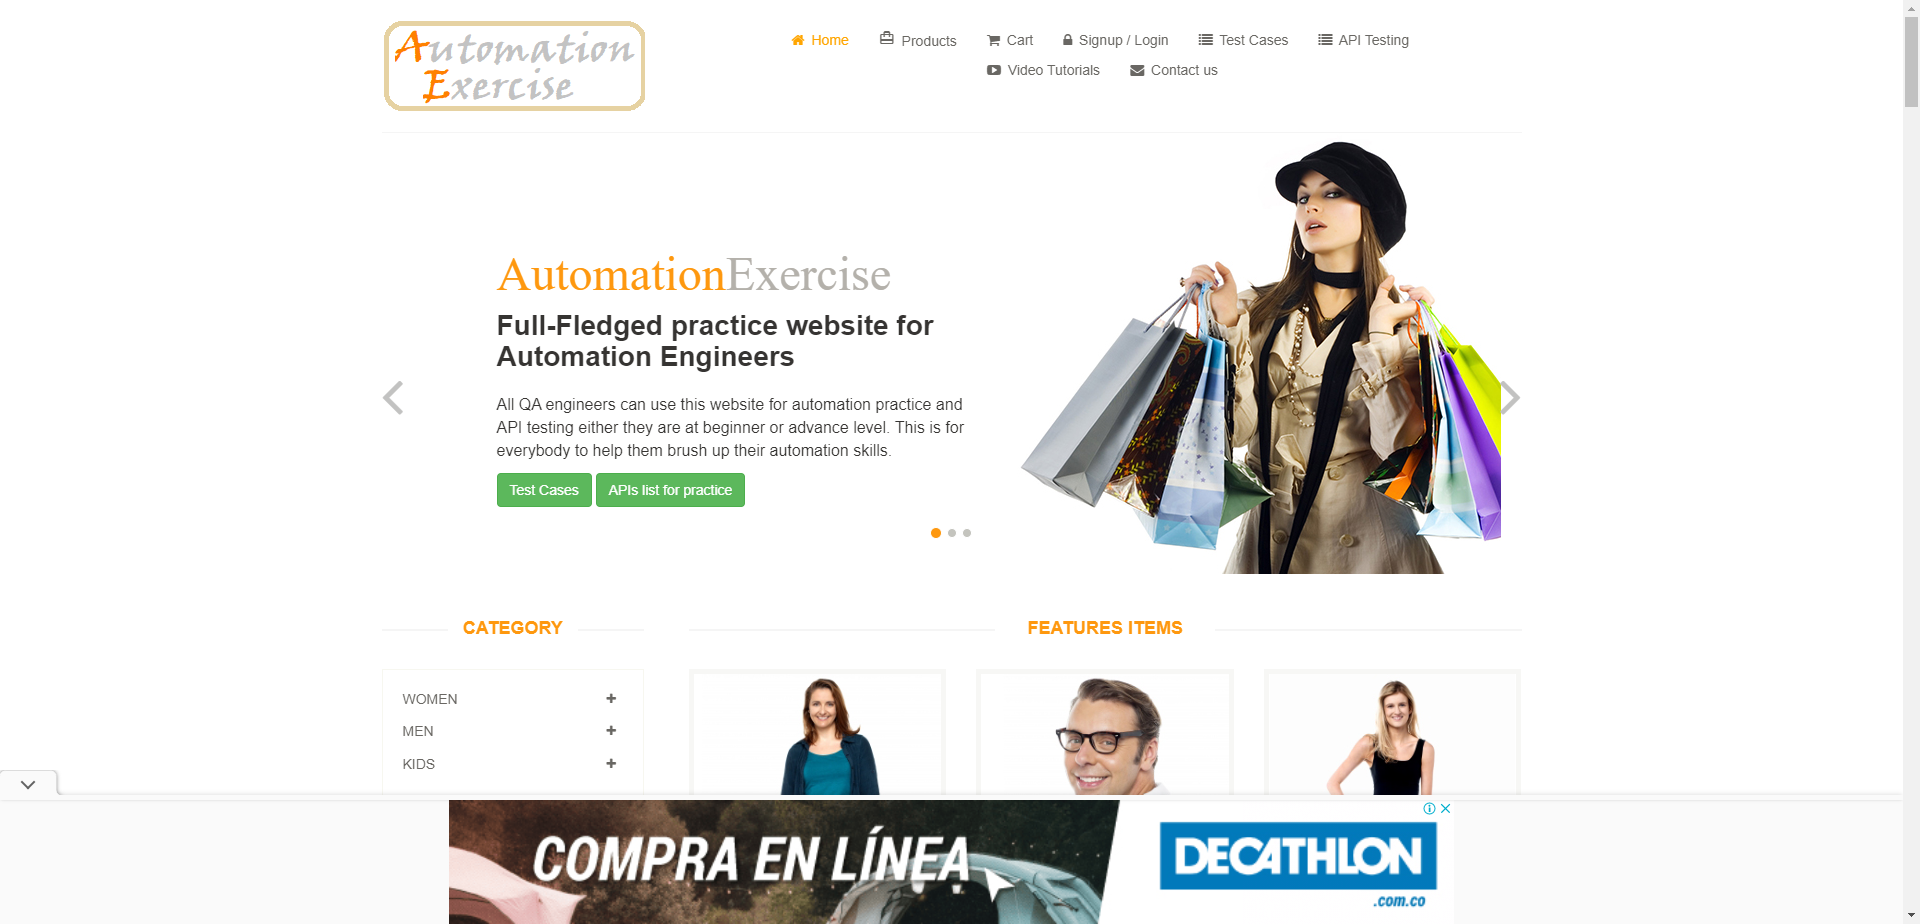 Automation
Exercise
Home
Products
Cart
Signup / Login
Test Cases
API Testing
Video Tutorials
Contact us
AutomationExercise
Full-Fledged practice website for
Automation Engineers
All QA engineers can use this website for automation practice and
API testing either they are at beginner or advance level. This is for
everybody to help them brush up their automation skills.
Test Cases
APIs list for practice
CATEGORY
FEATURES ITEMS
WOMEN
MEN
KIDS
COMPRA EN LÍNEA
DECATHLON
.com.co